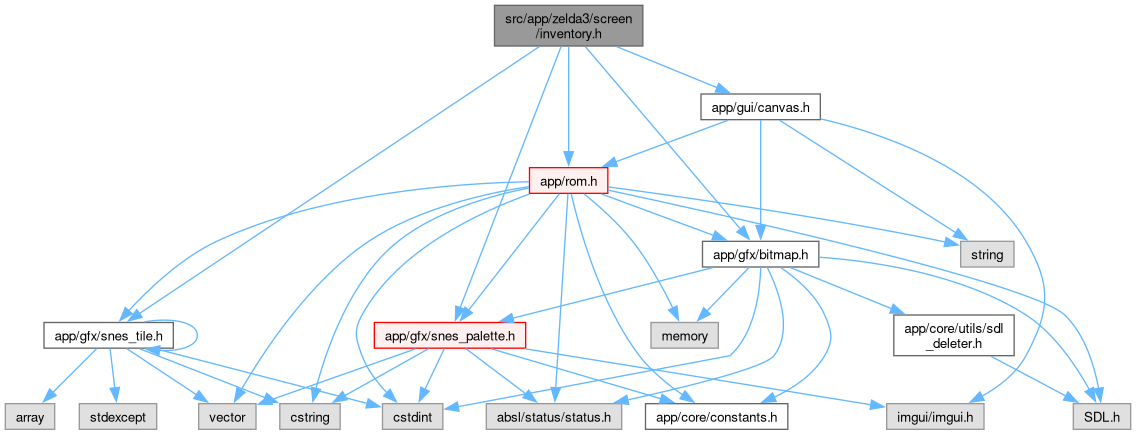 src/app/zelda3/screen
/inventory.h
app/gui/canvas.h
app/rom.h
app/gfx/bitmap.h
string
app/gfx/snes_tile.h
app/gfx/snes_palette.h
memory
app/core/utils/sdl
_deleter.h
array
stdexcept
vector
cstring
cstdint
absl/status/status.h
app/core/constants.h
imgui/imgui.h
SDL.h